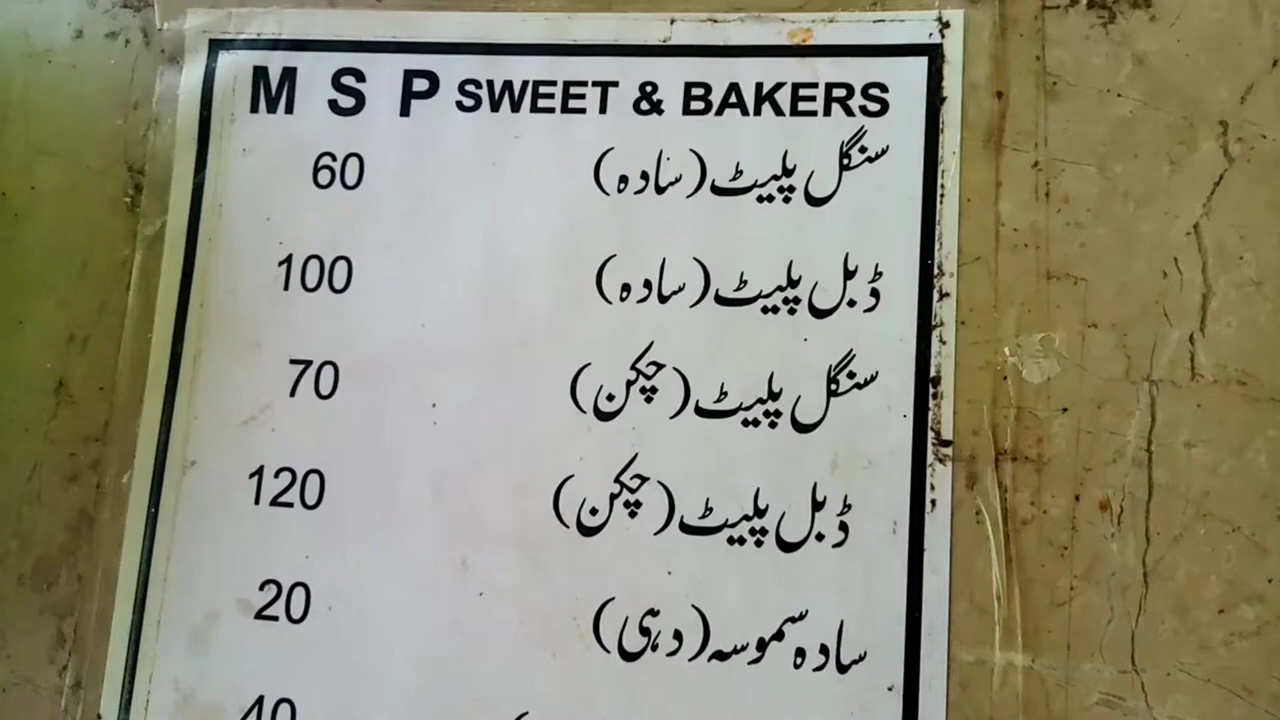 M S P SWEET & BAKERS
سنگل پلیٹ (سادہ) 60
ڈبل پلیٹ (سادہ) 100
سنگل پلیٹ (چکن) 70
ڈبل پلیٹ (چکن) 120
سادہ سموسہ (دہی) 20
40